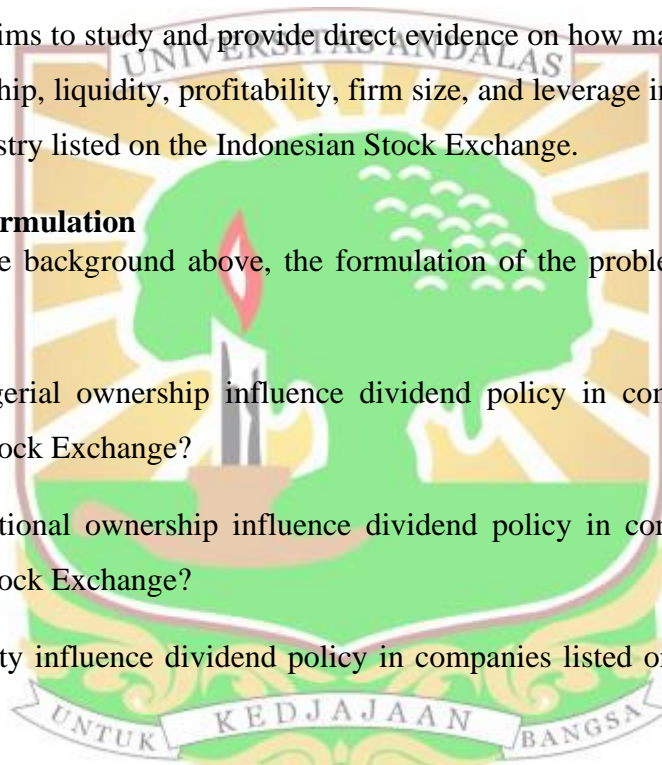 ims to study and provide direct evidence on how ma
UNIVERSITAS ANDALAS
hip, liquidity, profitability, firm size, and leverage in
stry listed on the Indonesian Stock Exchange.
rmulation
e background above, the formulation of the proble
gerial ownership influence dividend policy in con
tock Exchange?
tional ownership influence dividend policy in con
tock Exchange?
ty influence dividend policy in companies listed on
UNTUK KEDJAJAAN BANGSA